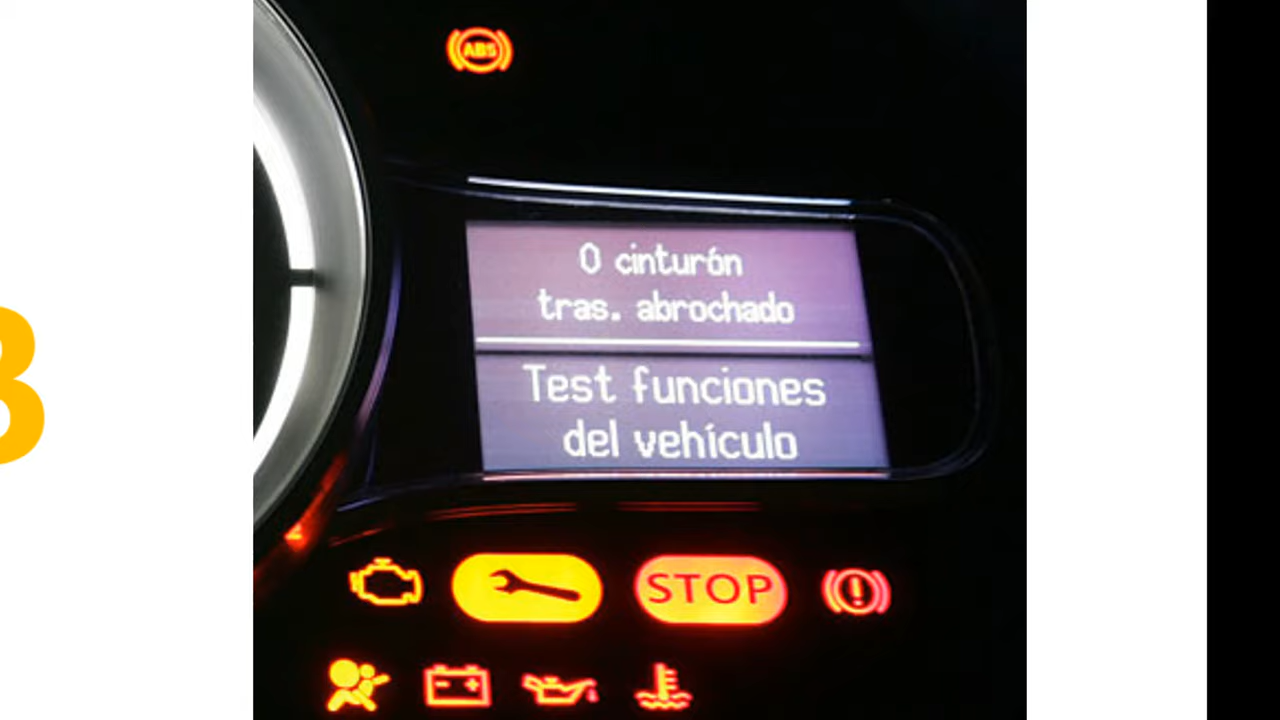 ABS
0 cinturón
tras. abrochado
Test funciones
del vehículo
STOP